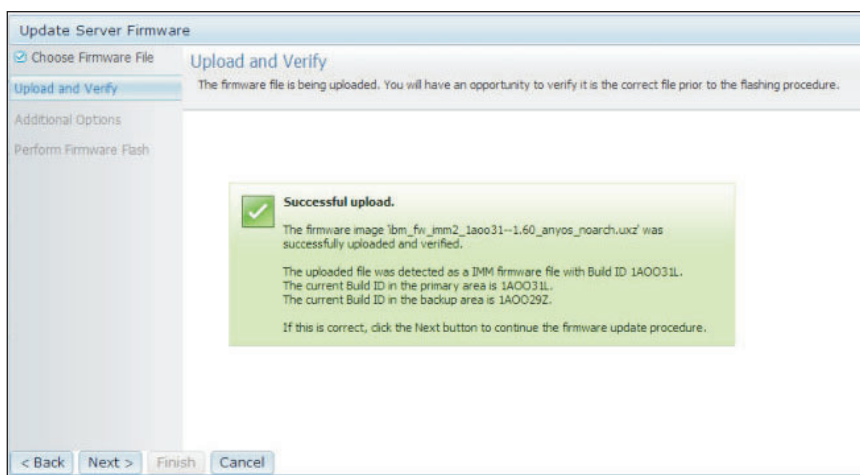 Update Server Firmware
Choose Firmware File
Upload and Verify
Additional Options
Perform Firmware Flash
Upload and Verify
The firmware file is being uploaded. You will have an opportunity to verify it is the correct file prior to the flashing procedure.
Successful upload.
The firmware image 'ibm_fw_imm2_1aoo31--1.60_anyos_noarch.uxz' was
successfully uploaded and verified.
The uploaded file was detected as a IMM firmware file with Build ID 1AOO31L.
The current Build ID in the primary area is 1AOO31L.
The current Build ID in the backup area is 1AOO29Z.
If this is correct, click the Next button to continue the firmware update procedure.
< Back Next > Finish Cancel